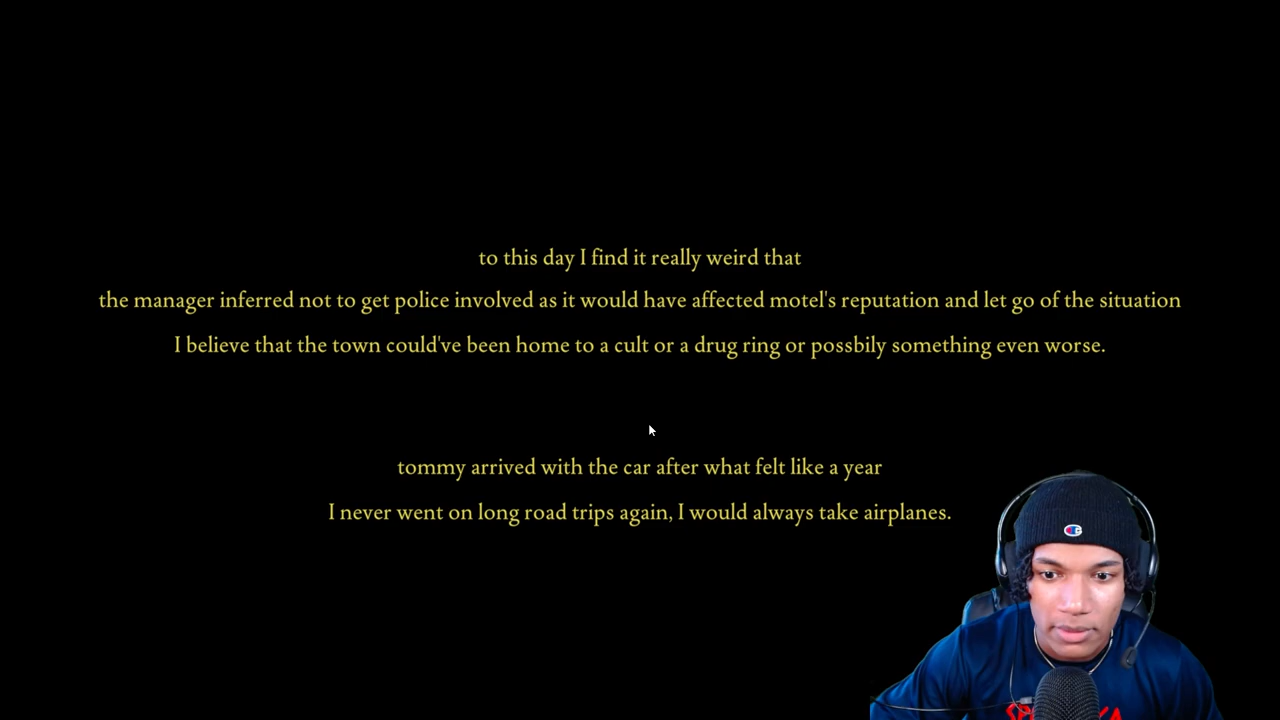 to this day I find it really weird that
the manager inferred not to get police involved as it would have affected motel's reputation and let go of the situation
I believe that the town could've been home to a cult or a drug ring or possbily something even worse.
tommy arrived with the car after what felt like a year
I never went on long road trips again, I would always take airplanes.